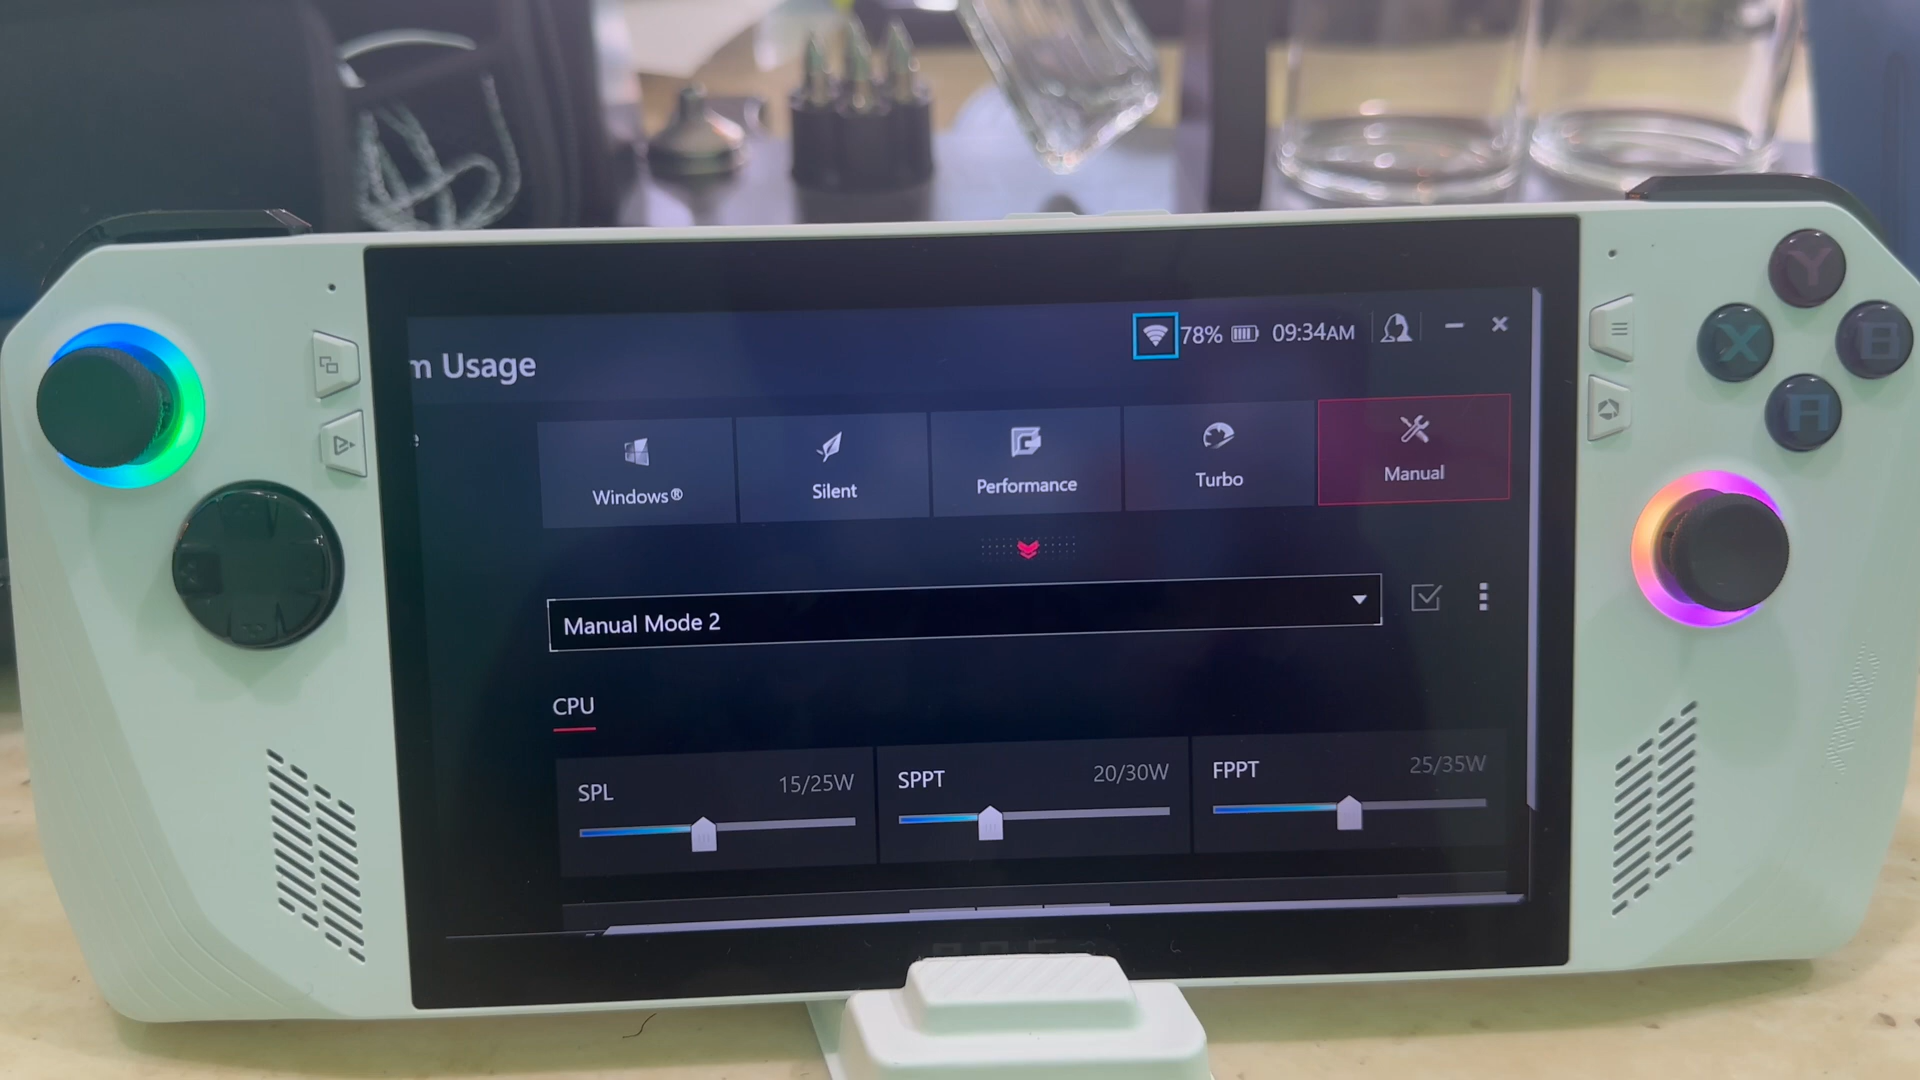 m Usage
78% 09:34AM
Windows®
Silent
Performance
Turbo
Manual
Manual Mode 2
CPU
SPL 15/25W
SPPT 20/30W
FPPT 25/35W
Y
X
B
A